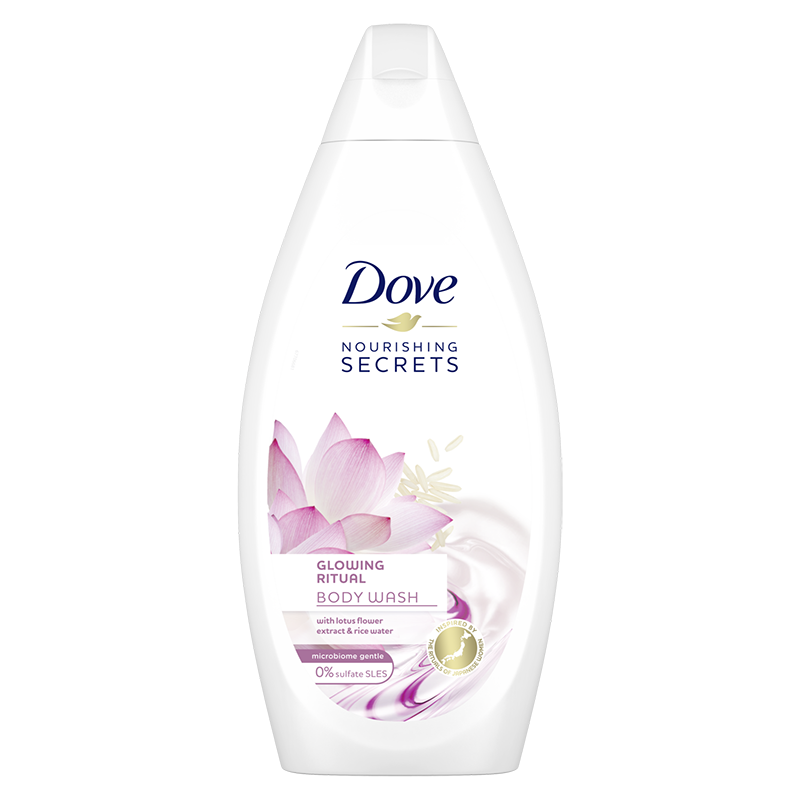 Dove
NOURISHING
SECRETS
GLOWING
RITUAL
BODY WASH
with lotus flower
extract & rice water
microbiome gentle
0% sulfate SLES
INSPIRED BY
THE RITUALS OF JAPANESE WOMEN